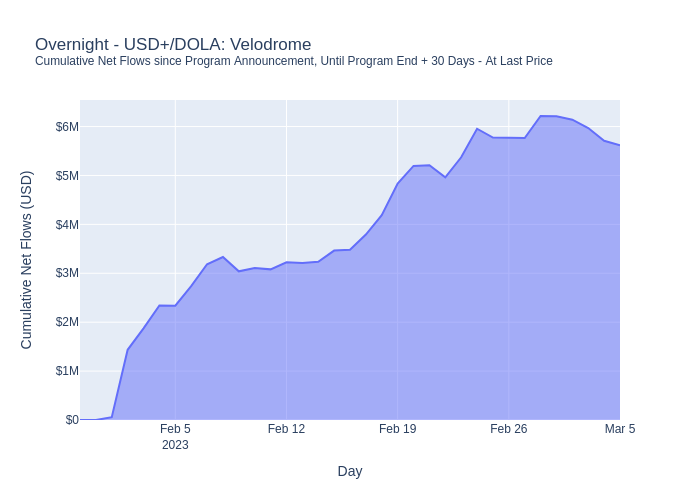 Overnight - USD+/DOLA: Velodrome
Cumulative Net Flows since Program Announcement, Until Program End + 30 Days - At Last Price
Cumulative Net Flows (USD)
$6M
$5M
$4M
$3M
$2M
$1M
$0
Feb 5
2023
Feb 12
Feb 19
Feb 26
Mar 5
Day